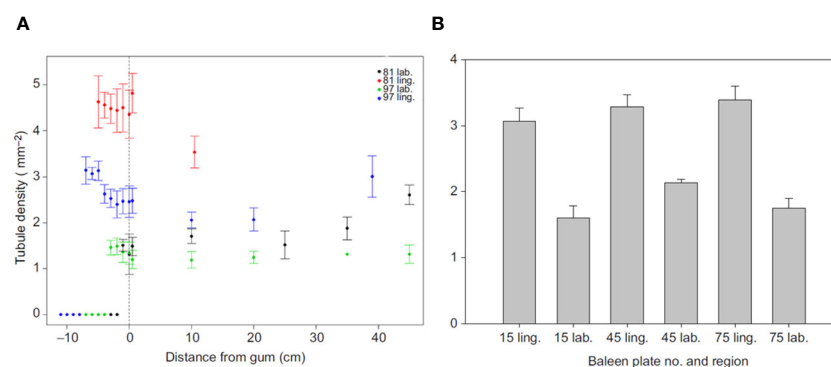 A
B
Tubule density ( mm⁻²)
5
4
3
2
1
0
81 lab.
81 ling.
97 lab.
97 ling.
–10
0
10
20
30
40
Distance from gum (cm)
4
3
2
1
0
15 ling.
15 lab.
45 ling.
45 lab.
75 ling.
75 lab.
Baleen plate no. and region